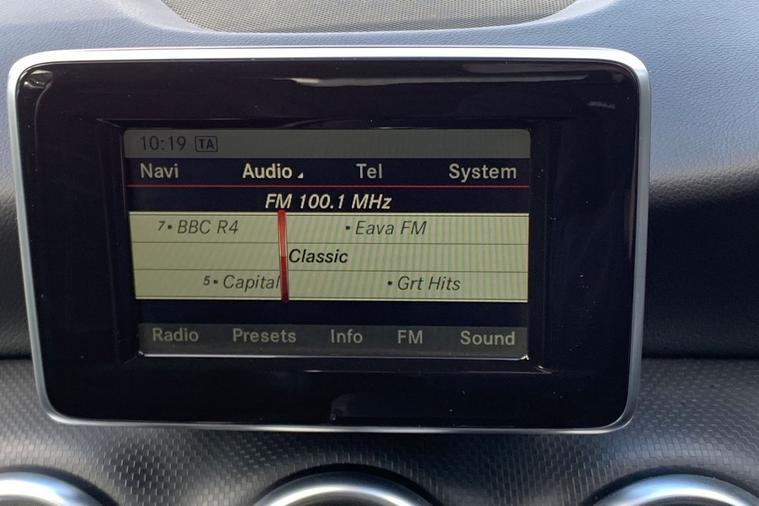 10:19 TA
Navi Audio Tel System
FM 100.1 MHz
7• BBC R4 • Eava FM
Classic
5• Capital • Grt Hits
Radio Presets Info FM Sound